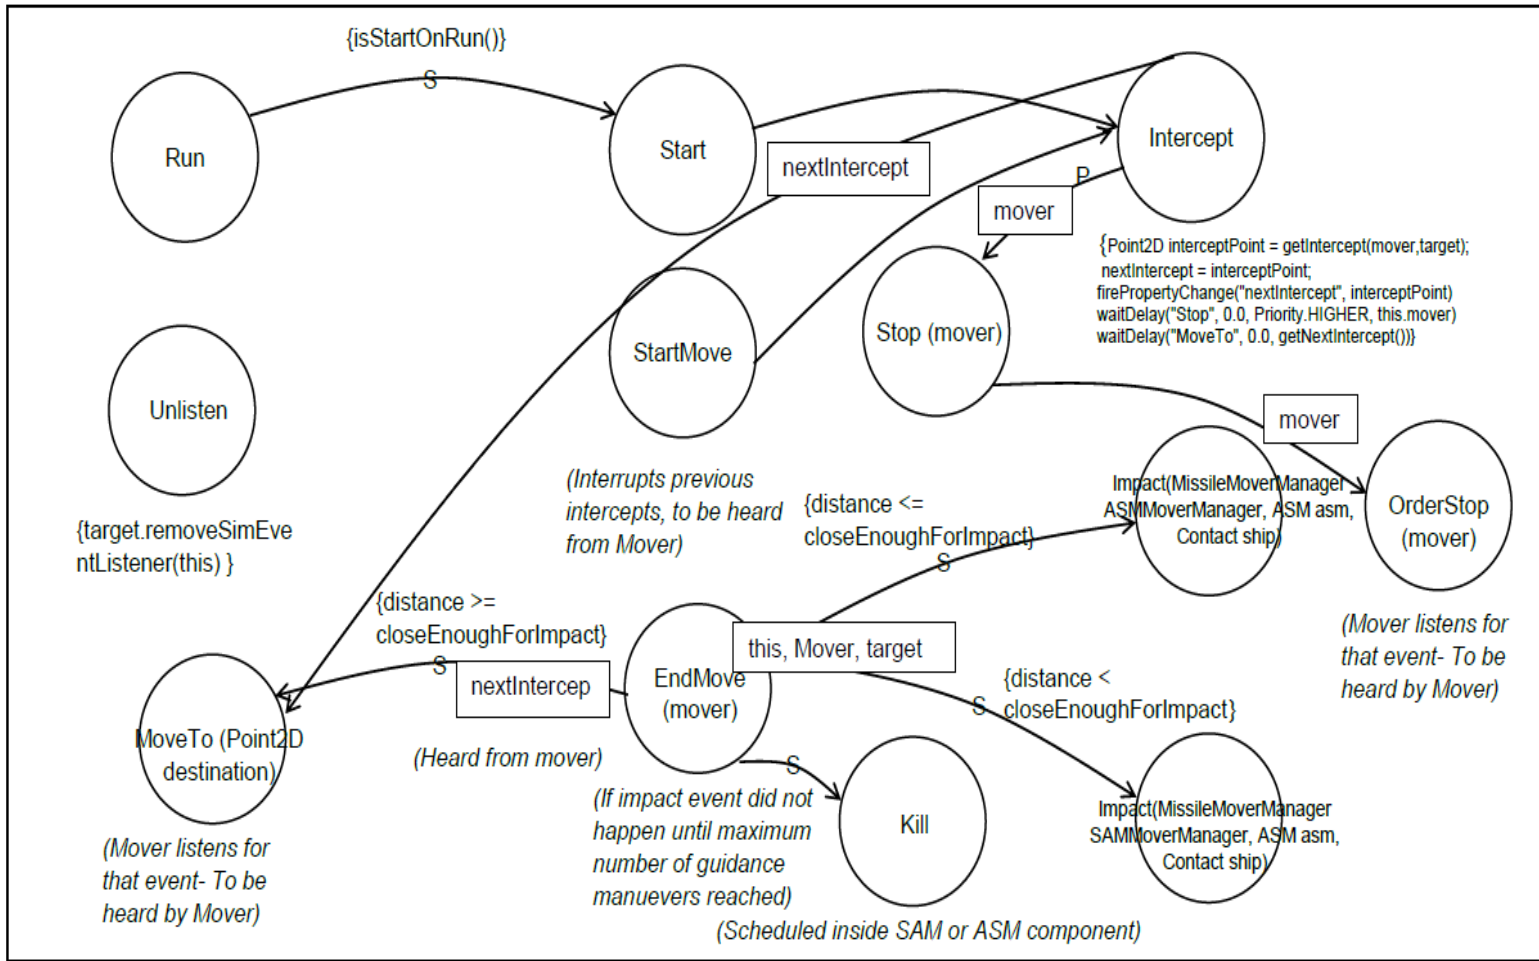 {isStartOnRun()}
S
Run
Start
Intercept
nextIntercept
P
mover
{Point2D interceptPoint = getIntercept(mover,target);
nextIntercept = interceptPoint;
firePropertyChange("nextIntercept", interceptPoint)
waitDelay("Stop", 0.0, Priority.HIGHER, this.mover)
waitDelay("MoveTo", 0.0, getNextIntercept())}
Stop (mover)
StartMove
Unlisten
mover
(Interrupts previous
intercepts, to be heard
from Mover)
{distance <=
closeEnoughForImpact}
S
Impact(MissileMoverManager
ASMMoverManager, ASM asm,
Contact ship)
OrderStop
(mover)
{target.removeSimEve
ntListener(this) }
{distance >=
closeEnoughForImpact}
S
nextIntercep
this, Mover, target
(Mover listens for
that event- To be
heard by Mover)
EndMove
(mover)
{distance <
closeEnoughForImpact}
S
MoveTo (Point2D
destination)
(Heard from mover)
S
(If impact event did not
happen until maximum
number of guidance
manuevers reached)
Kill
Impact(MissileMoverManager
SAMMoverManager, ASM asm,
Contact ship)
(Mover listens for
that event- To be
heard by Mover)
(Scheduled inside SAM or ASM component)